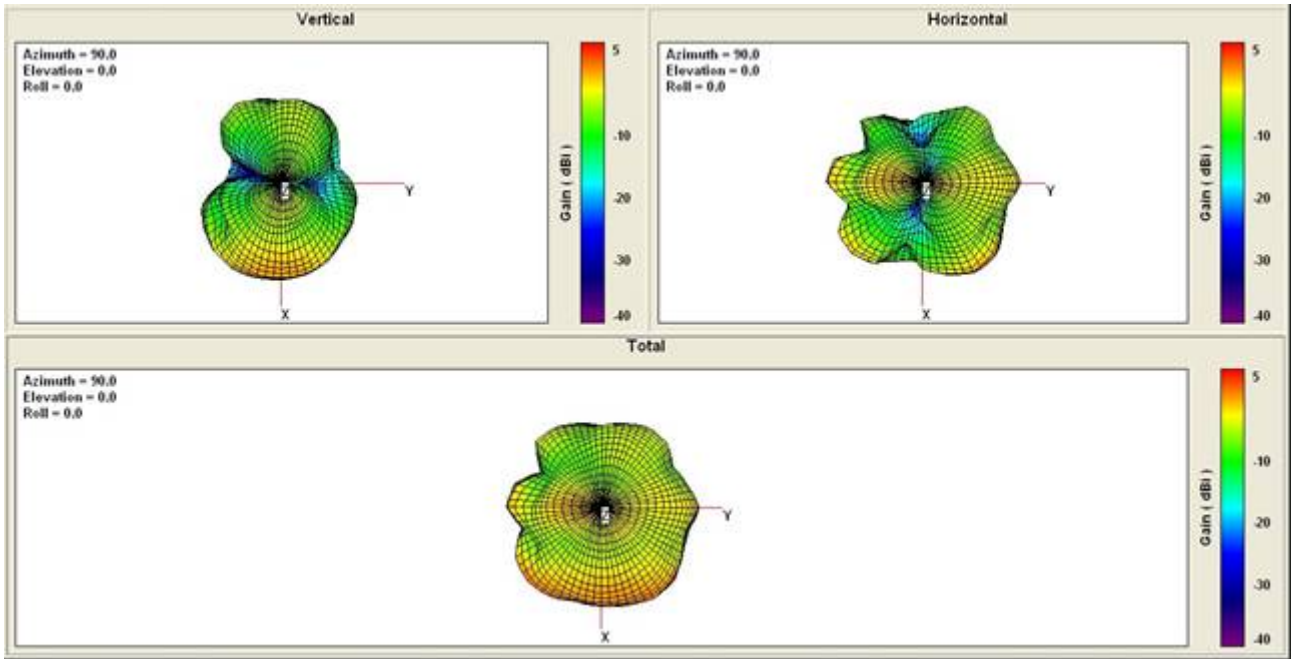 Vertical
Azimuth = 90.0
Elevation = 0.0
Roll = 0.0
5
-10
-20
-30
-40
Gain ( dBi )
Y
X
Horizontal
Azimuth = 90.0
Elevation = 0.0
Roll = 0.0
5
-10
-20
-30
-40
Gain ( dBi )
Y
X
Total
Azimuth = 90.0
Elevation = 0.0
Roll = 0.0
5
-10
-20
-30
-40
Gain ( dBi )
Y
X